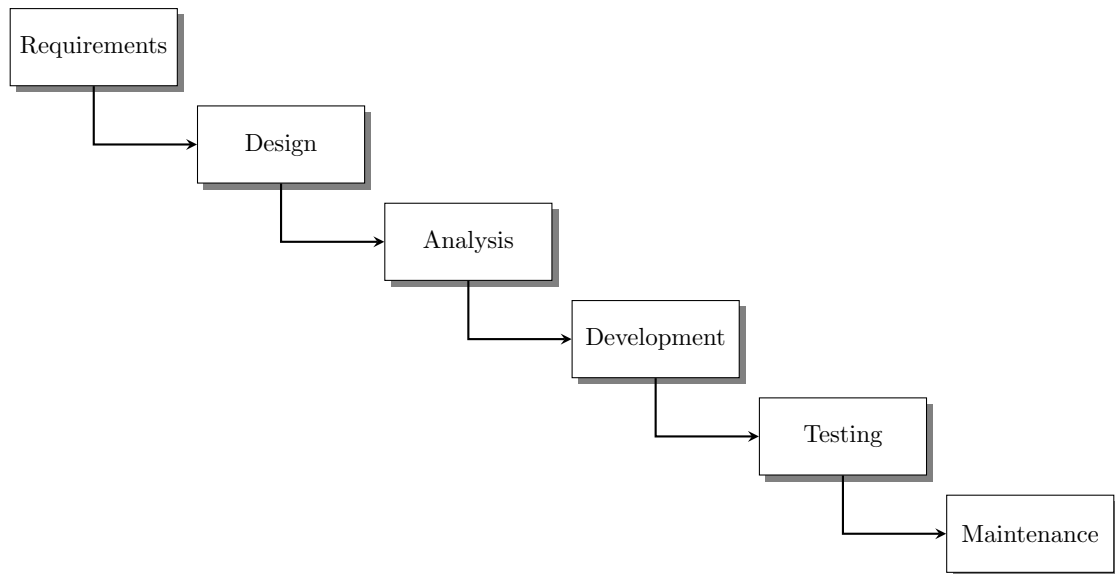 Requirements
Design
Analysis
Development
Testing
Maintenance